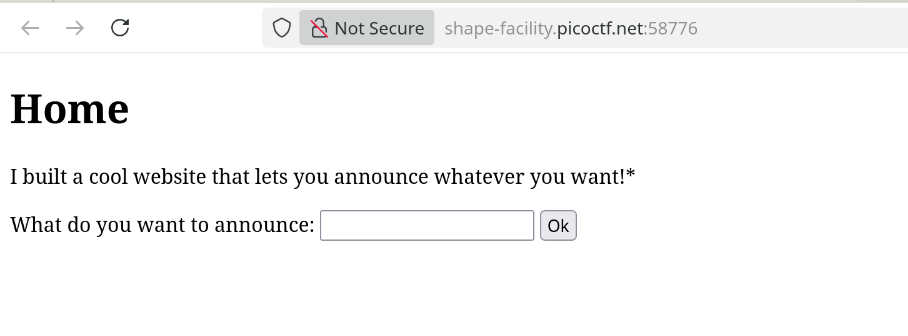 Not Secure shape-facility.picoctf.net:58776
Home
I built a cool website that lets you announce whatever you want!*
What do you want to announce: Ok